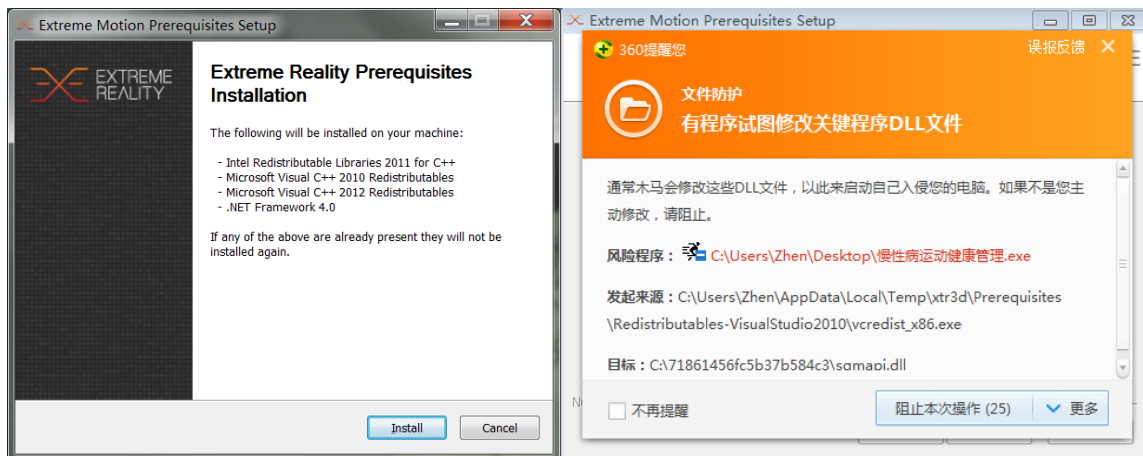 Extreme Motion Prerequisites Setup
EXTREME
REALITY
Extreme Reality Prerequisites
Installation
The following will be installed on your machine:
- Intel Redistributable Libraries 2011 for C++
- Microsoft Visual C++ 2010 Redistributables
- Microsoft Visual C++ 2012 Redistributables
- .NET Framework 4.0
If any of the above are already present they will not be
installed again.
Install
Cancel
Extreme Motion Prerequisites Setup
360提醒您
误报反馈
文件防护
有程序试图修改关键程序DLL文件
通常木马会修改这些DLL文件，以此来启动自己入侵您的电脑。如果不是您主
动修改，请阻止。
风险程序： C:\Users\Zhen\Desktop\慢性病运动健康管理.exe
发起来源：C:\Users\Zhen\AppData\Local\Temp\xtr3d\Prerequisites
\Redistributables-VisualStudio2010\vcredist_x86.exe
目标：C:\71861456fc5b37b584c3\sqmapi.dll
不再提醒
阻止本次操作 (25)
更多